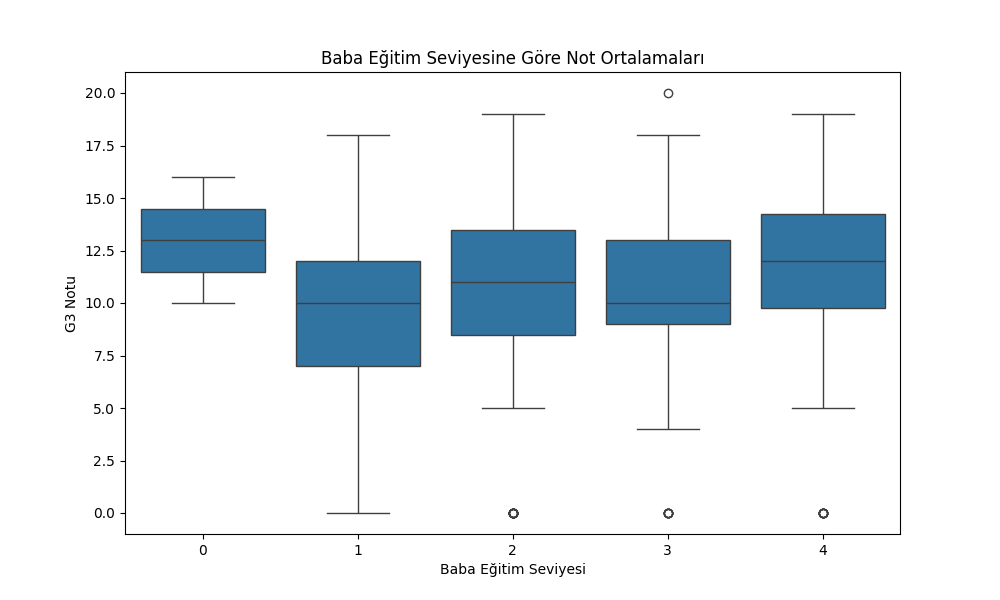 Baba Eğitim Seviyesine Göre Not Ortalamaları
20.0
17.5
15.0
12.5
10.0
7.5
5.0
2.5
0.0
G3 Notu
0 1 2 3 4
Baba Eğitim Seviyesi